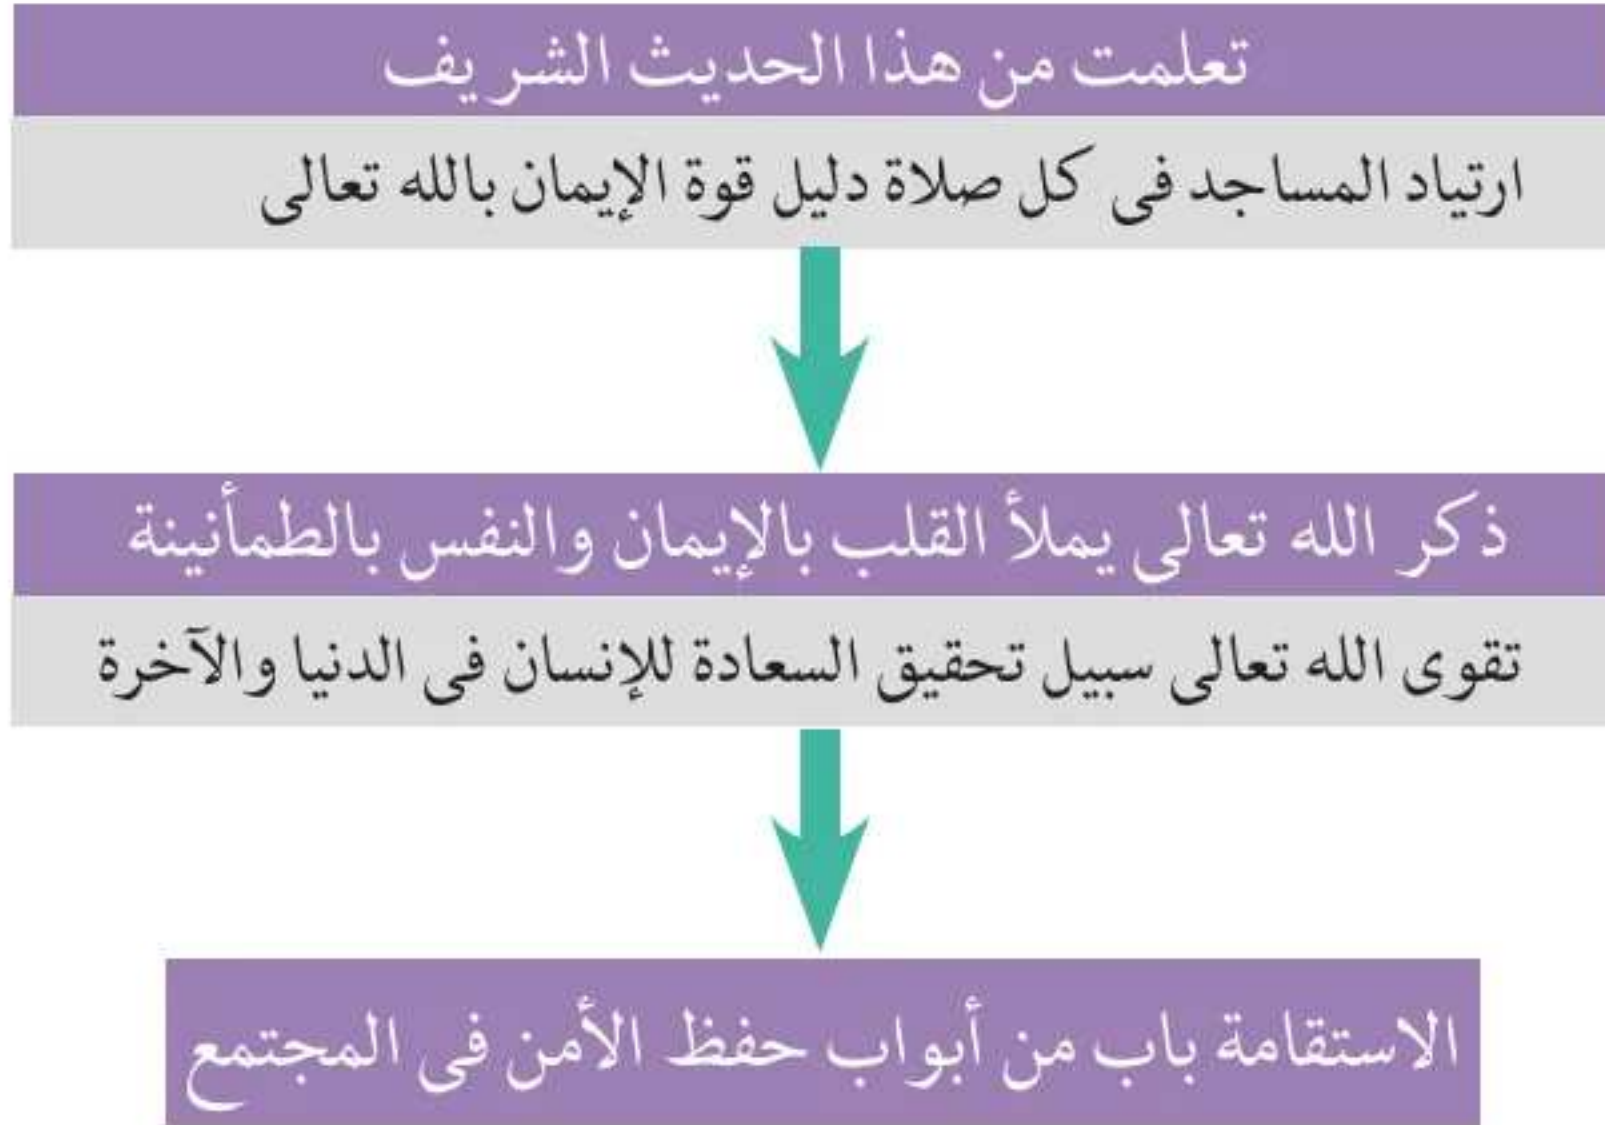 تعلمت من هذا الحديث الشريف
ارتياد المساجد فى كل صلاة دليل قوة الإيمان بالله تعالى
ذكر الله تعالى يملأ القلب بالإيمان والنفس بالطمأنينة
تقوى الله تعالى سبيل تحقيق السعادة للإنسان فى الدنيا والآخرة
الاستقامة باب من أبواب حفظ الأمن فى المجتمع